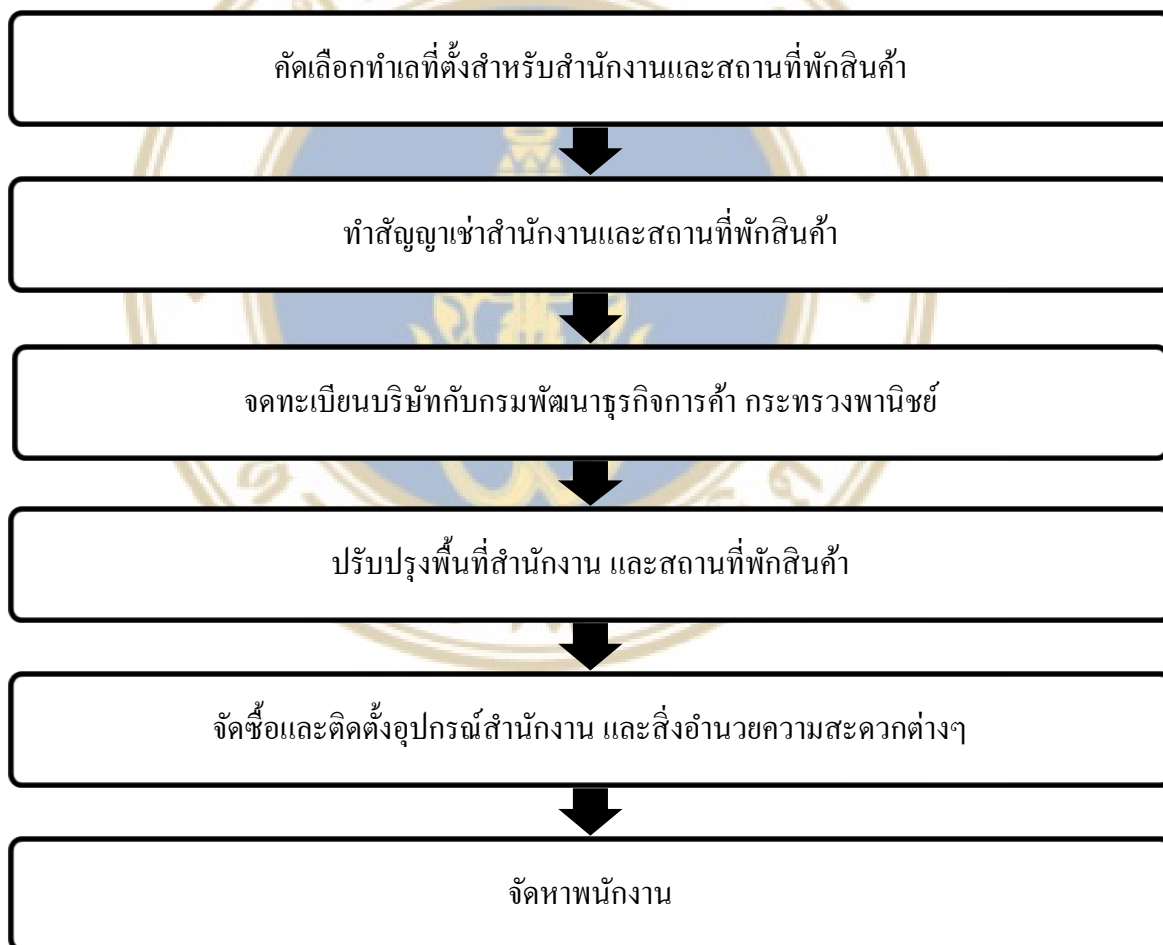 คัดเลือกทำเลที่ตั้งสำหรับสำนักงานและสถานที่พักสินค้า
ทำสัญญาเช่าสำนักงานและสถานที่พักสินค้า
จดทะเบียนบริษัทกับกรมพัฒนาธุรกิจการค้า กระทรวงพานิชย์
ปรับปรุงพื้นที่สำนักงาน และสถานที่พักสินค้า
จัดซื้อและติดตั้งอุปกรณ์สำนักงาน และสิ่งอำนวยความสะดวกต่างๆ
จัดหาพนักงาน